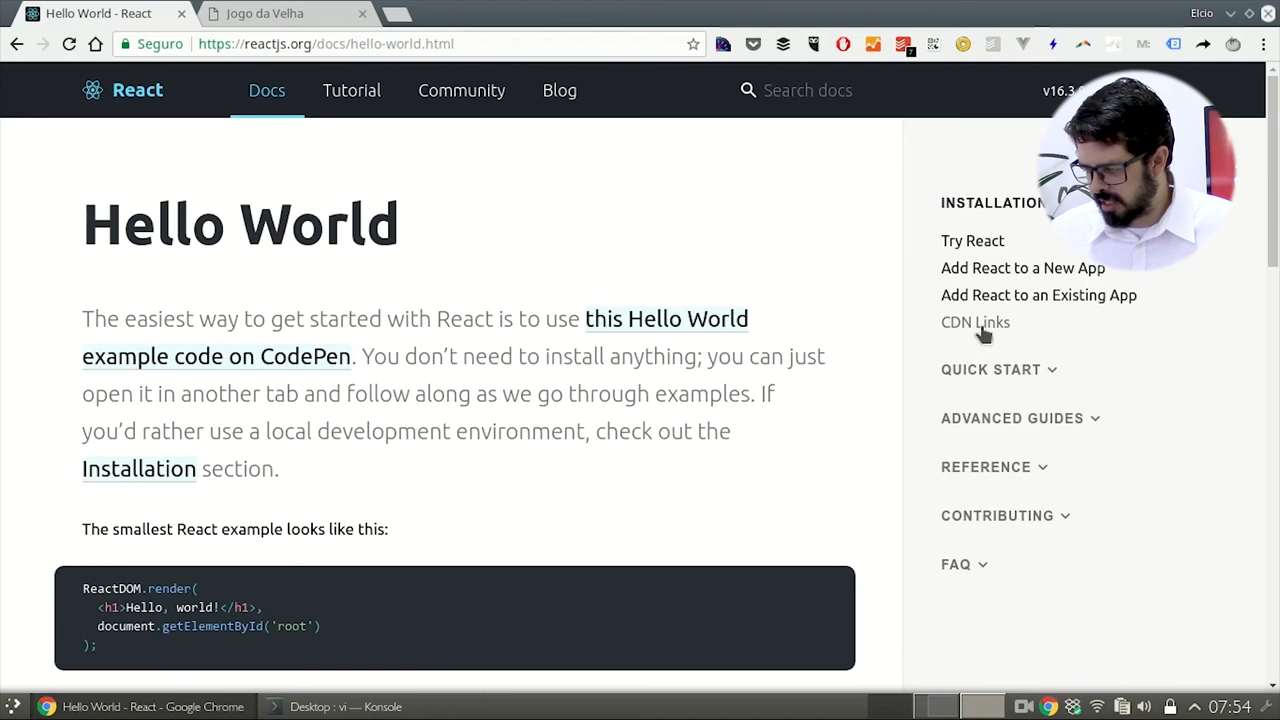 Hello World - React
Jogo da Velha
Elcio
Seguro
https://reactjs.org/docs/hello-world.html
7
M:
React
Docs
Tutorial
Community
Blog
Search docs
v16.3.
Hello World
The easiest way to get started with React is to use this Hello World
example code on CodePen. You don’t need to install anything; you can just
open it in another tab and follow along as we go through examples. If
you’d rather use a local development environment, check out the
Installation section.
The smallest React example looks like this:
ReactDOM.render(
<h1>Hello, world!</h1>,
document.getElementById('root')
);
INSTALLATION
Try React
Add React to a New App
Add React to an Existing App
CDN Links
QUICK START
ADVANCED GUIDES
REFERENCE
CONTRIBUTING
FAQ
Hello World - React - Google Chrome
Desktop : vi — Konsole
07:54